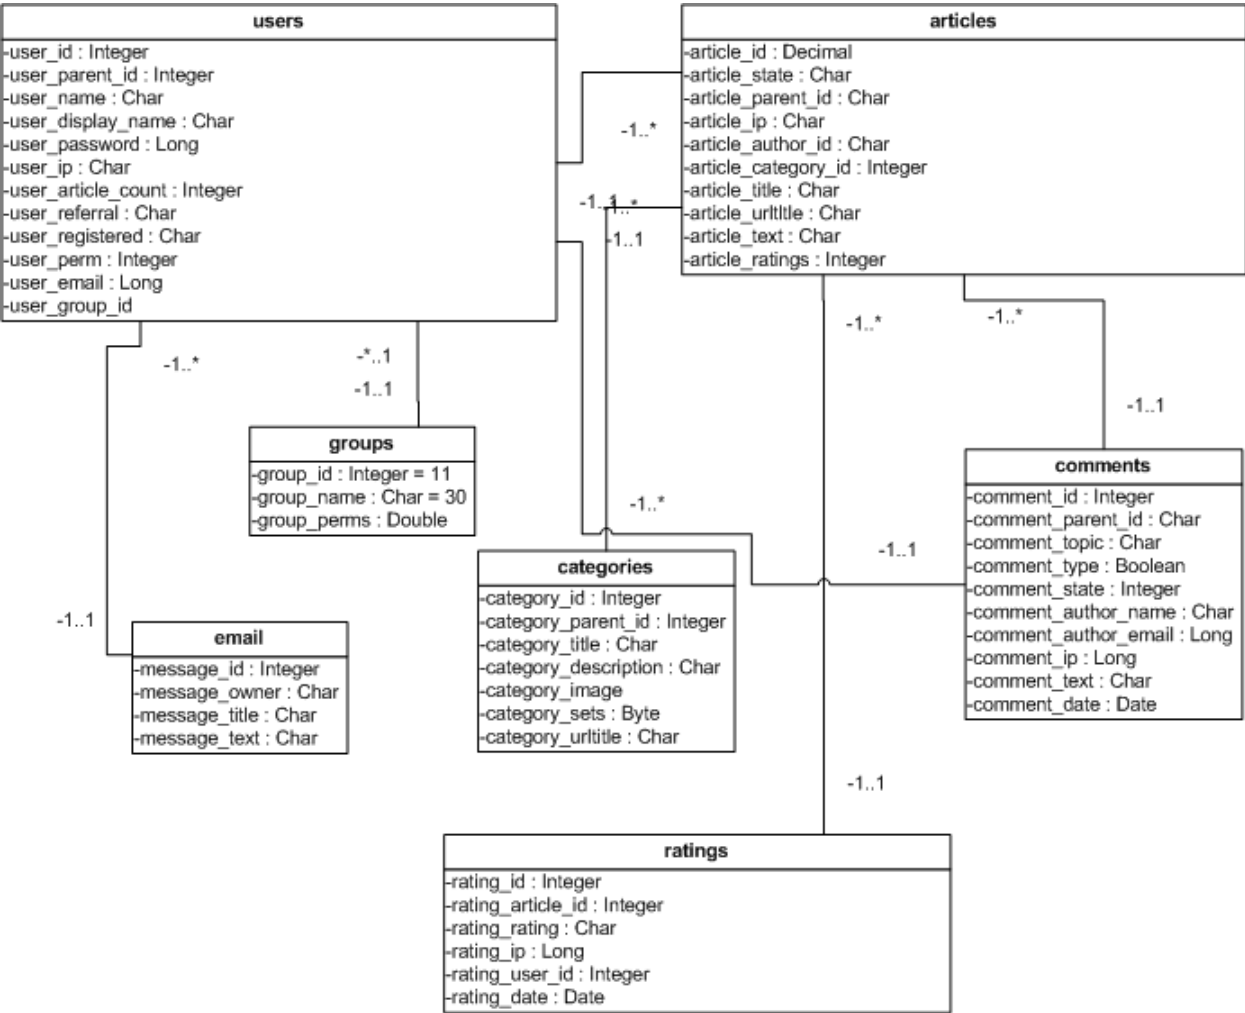 users
-user_id : Integer
-user_parent_id : Integer
-user_name : Char
-user_display_name : Char
-user_password : Long
-user_ip : Char
-user_article_count : Integer
-user_referral : Char
-user_registered : Char
-user_perm : Integer
-user_email : Long
-user_group_id
articles
-article_id : Decimal
-article_state : Char
-article_parent_id : Char
-article_ip : Char
-article_author_id : Char
-article_category_id : Integer
-article_title : Char
-article_urltltle : Char
-article_text : Char
-article_ratings : Integer
-1..*
-1..1
-1..*
-1..1
-1..*
-*..1
-1..1
-1..*
-1..*
-1..1
groups
-group_id : Integer = 11
-group_name : Char = 30
-group_perms : Double
-1..*
-1..1
comments
-comment_id : Integer
-comment_parent_id : Char
-comment_topic : Char
-comment_type : Boolean
-comment_state : Integer
-comment_author_name : Char
-comment_author_email : Long
-comment_ip : Long
-comment_text : Char
-comment_date : Date
categories
-category_id : Integer
-category_parent_id : Integer
-category_title : Char
-category_description : Char
-category_image
-category_sets : Byte
-category_urltitle : Char
-1..1
email
-message_id : Integer
-message_owner : Char
-message_title : Char
-message_text : Char
-1..1
ratings
-rating_id : Integer
-rating_article_id : Integer
-rating_rating : Char
-rating_ip : Long
-rating_user_id : Integer
-rating_date : Date